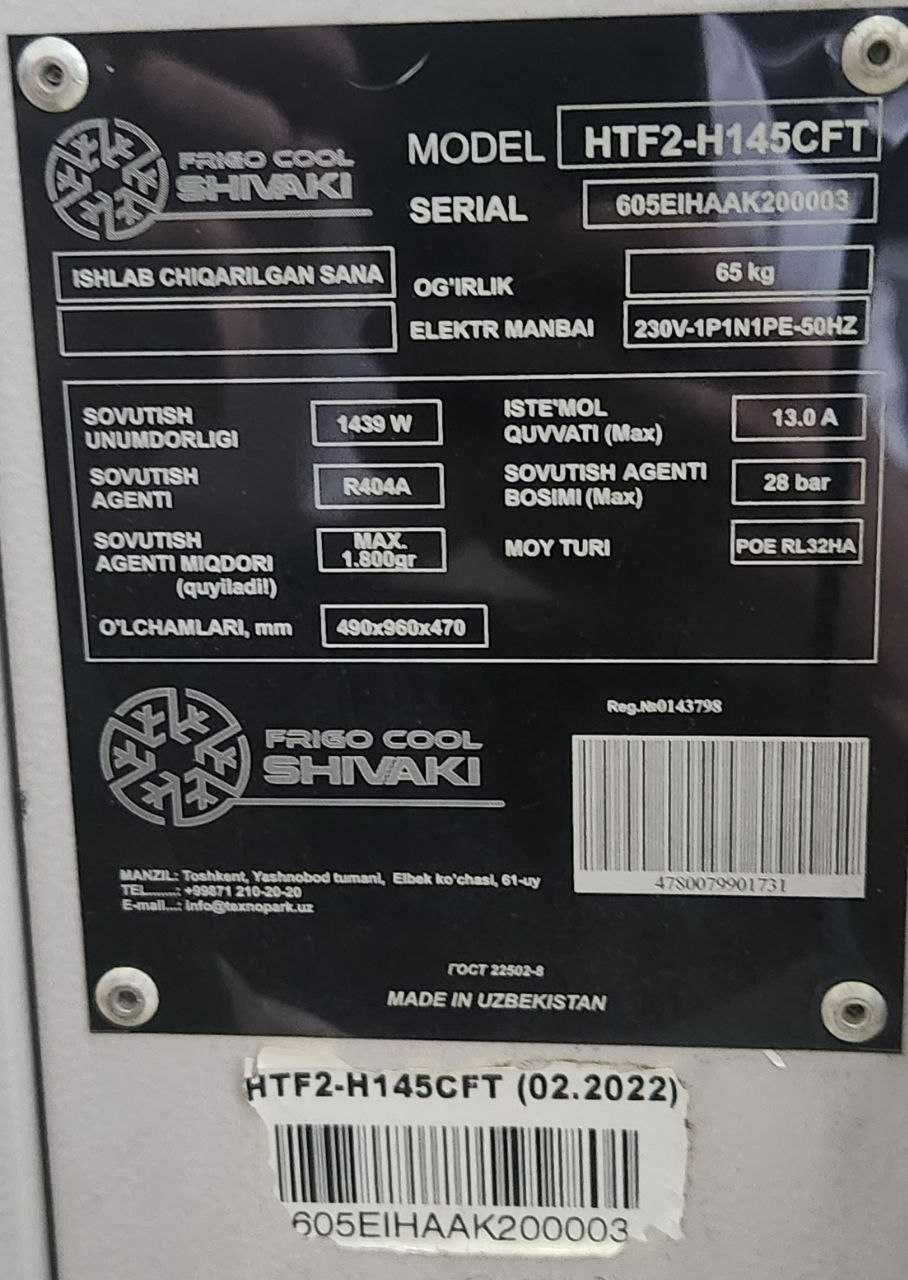 FRIGO COOL
SHIVAKI
MODEL HTF2-H145CFT
SERIAL 605EIHAAK200003
ISHLAB CHIQARILGAN SANA
OG'IRLIK 65 kg
ELEKTR MANBAI 230V-1P1N1PE-50HZ
SOVUTISH
UNUMDORLIGI 1439 W
ISTE'MOL
QUVVATI (Max) 13.0 A
SOVUTISH
AGENTI R404A
SOVUTISH AGENTI
BOSIMI (Max) 28 bar
SOVUTISH
AGENTI MIQDORI
(quyiladi!)
MAX.
1.800gr
MOY TURI POE RL32HA
O'LCHAMLARI, mm 490x960x470
Reg.№0143798
FRIGO COOL
SHIVAKI
MANZIL: Toshkent, Yashnobod tumani, Elbek ko'chasi, 61-uy
TEL.......: +99871 210-20-20
E-mail....: info@texnopark.uz
4780079901731
ГОСТ 22502-8
MADE IN UZBEKISTAN
HTF2-H145CFT (02.2022)
605EIHAAK200003